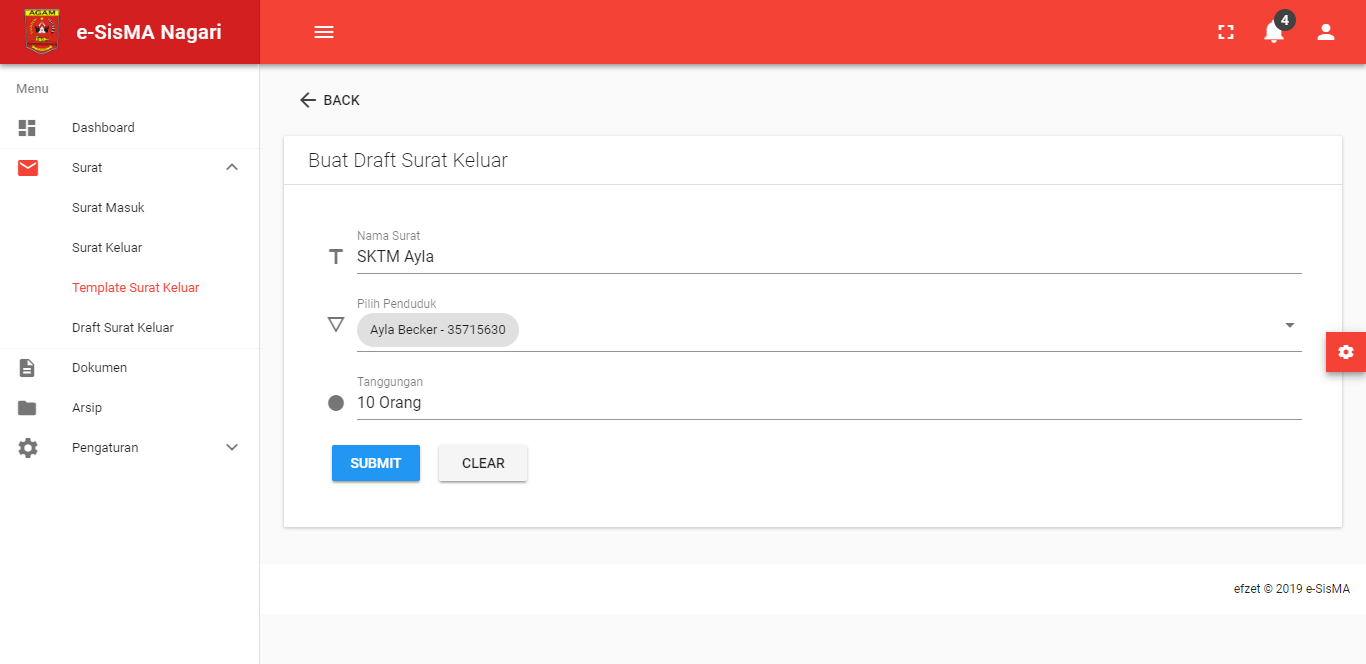 AGAM
e-SisMA Nagari
4
Menu
Dashboard
Surat
Surat Masuk
Surat Keluar
Template Surat Keluar
Draft Surat Keluar
Dokumen
Arsip
Pengaturan
BACK
Buat Draft Surat Keluar
Nama Surat
SKTM Ayla
Pilih Penduduk
Ayla Becker - 35715630
Tanggungan
10 Orang
SUBMIT CLEAR
efzet © 2019 e-SisMA